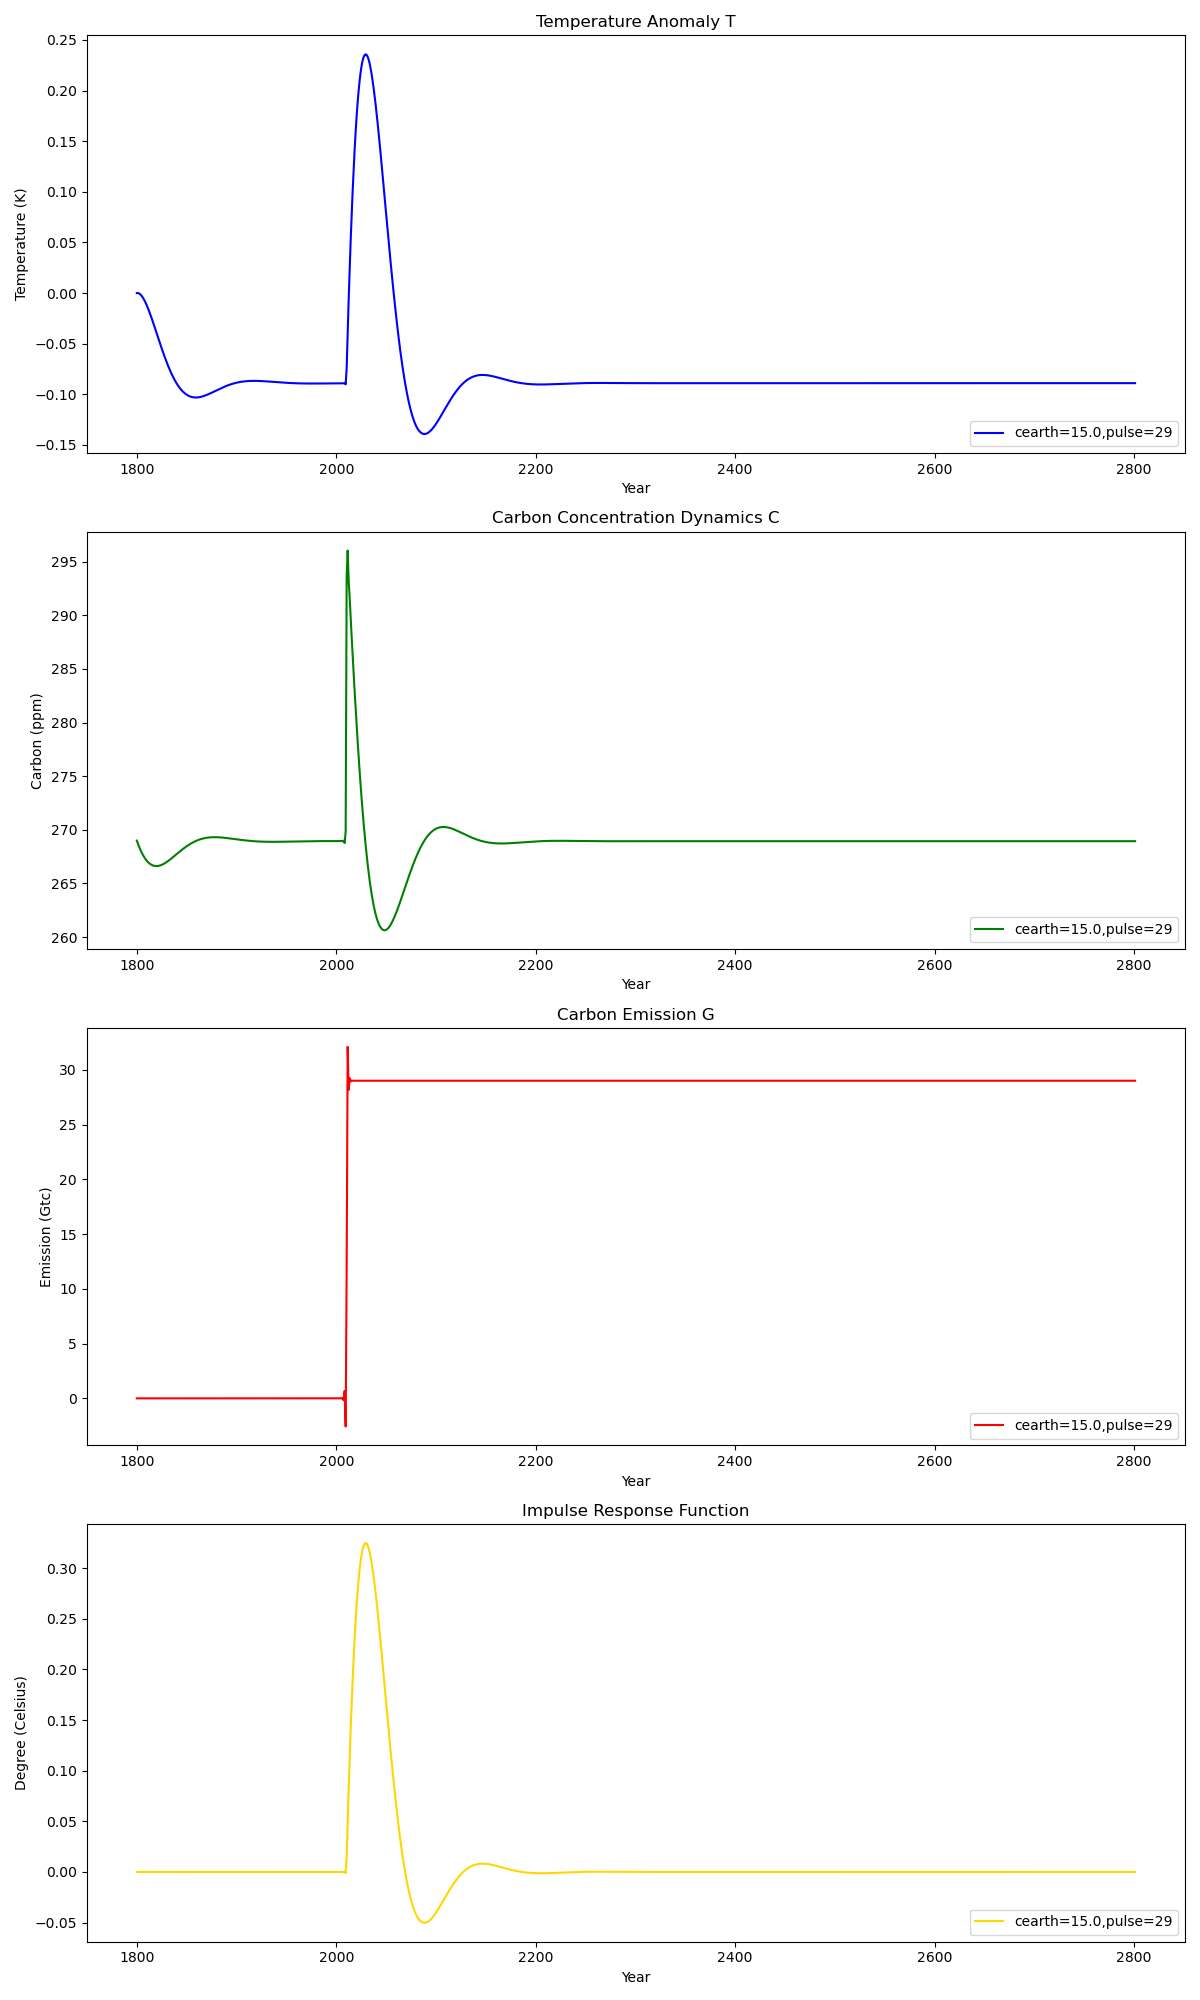 Temperature Anomaly T
0.25
0.20
0.15
0.10
0.05
0.00
−0.05
−0.10
−0.15
Temperature (K)
cearth=15.0,pulse=29
1800 2000 2200 2400 2600 2800
Year
Carbon Concentration Dynamics C
295
290
285
280
275
270
265
260
Carbon (ppm)
cearth=15.0,pulse=29
1800 2000 2200 2400 2600 2800
Year
Carbon Emission G
30
25
20
15
10
5
0
Emission (Gtc)
cearth=15.0,pulse=29
1800 2000 2200 2400 2600 2800
Year
Impulse Response Function
0.30
0.25
0.20
0.15
0.10
0.05
0.00
−0.05
Degree (Celsius)
cearth=15.0,pulse=29
1800 2000 2200 2400 2600 2800
Year